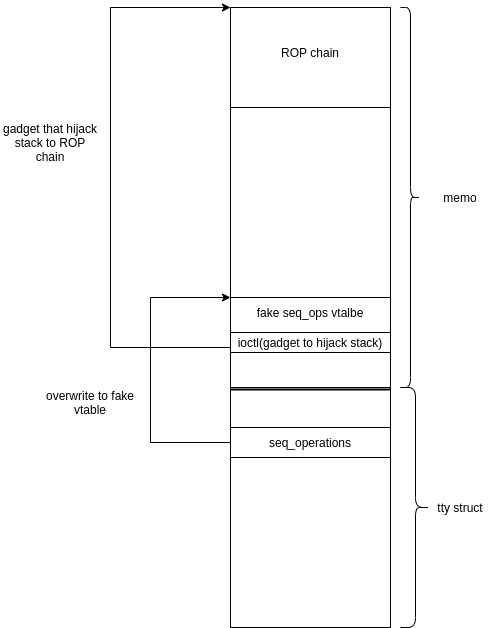 ROP chain
gadget that hijack
stack to ROP
chain
memo
fake seq_ops vtalbe
ioctl(gadget to hijack stack)
overwrite to fake
vtable
seq_operations
tty struct